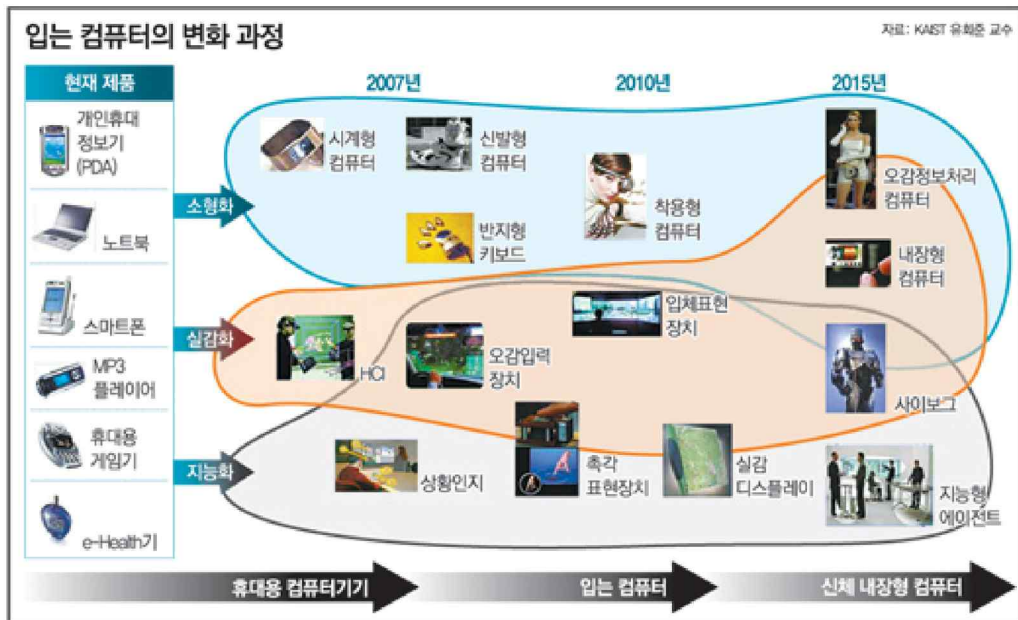 입는 컴퓨터의 변화 과정
자료: KAIST 유회준 교수
현재 제품
개인휴대
정보기
(PDA)
노트북
스마트폰
MP3
플레이어
휴대용
게임기
e-Health기
2007년
2010년
2015년
소형화
실감화
지능화
시계형
컴퓨터
신발형
컴퓨터
반지형
키보드
착용형
컴퓨터
오감정보처리
컴퓨터
내장형
컴퓨터
HCI
오감입력
장치
입체표현
장치
사이보그
상황인지
촉각
표현장치
실감
디스플레이
지능형
에이전트
휴대용 컴퓨터기기
입는 컴퓨터
신체 내장형 컴퓨터